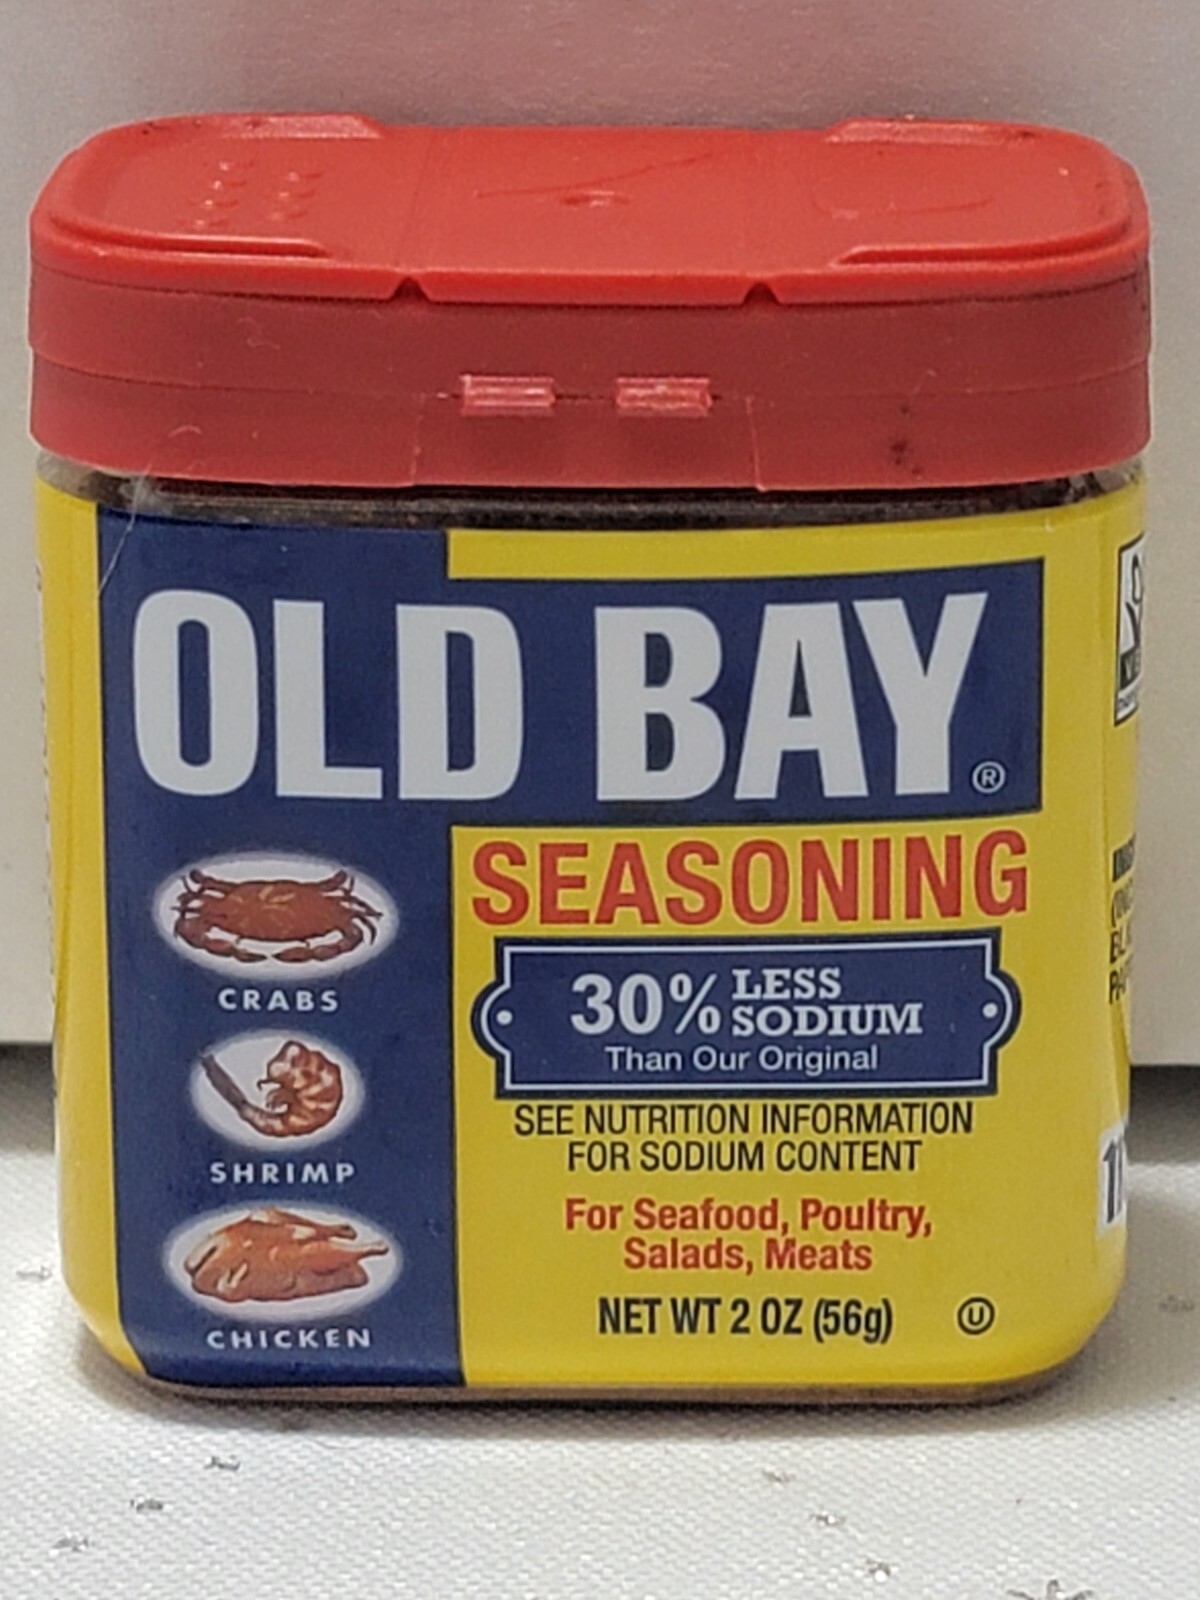 OLD BAY®
SEASONING
30% LESS
SODIUM
Than Our Original
SEE NUTRITION INFORMATION
FOR SODIUM CONTENT
For Seafood, Poultry,
Salads, Meats
NET WT 2 OZ (56g)
U
CRABS
SHRIMP
CHICKEN